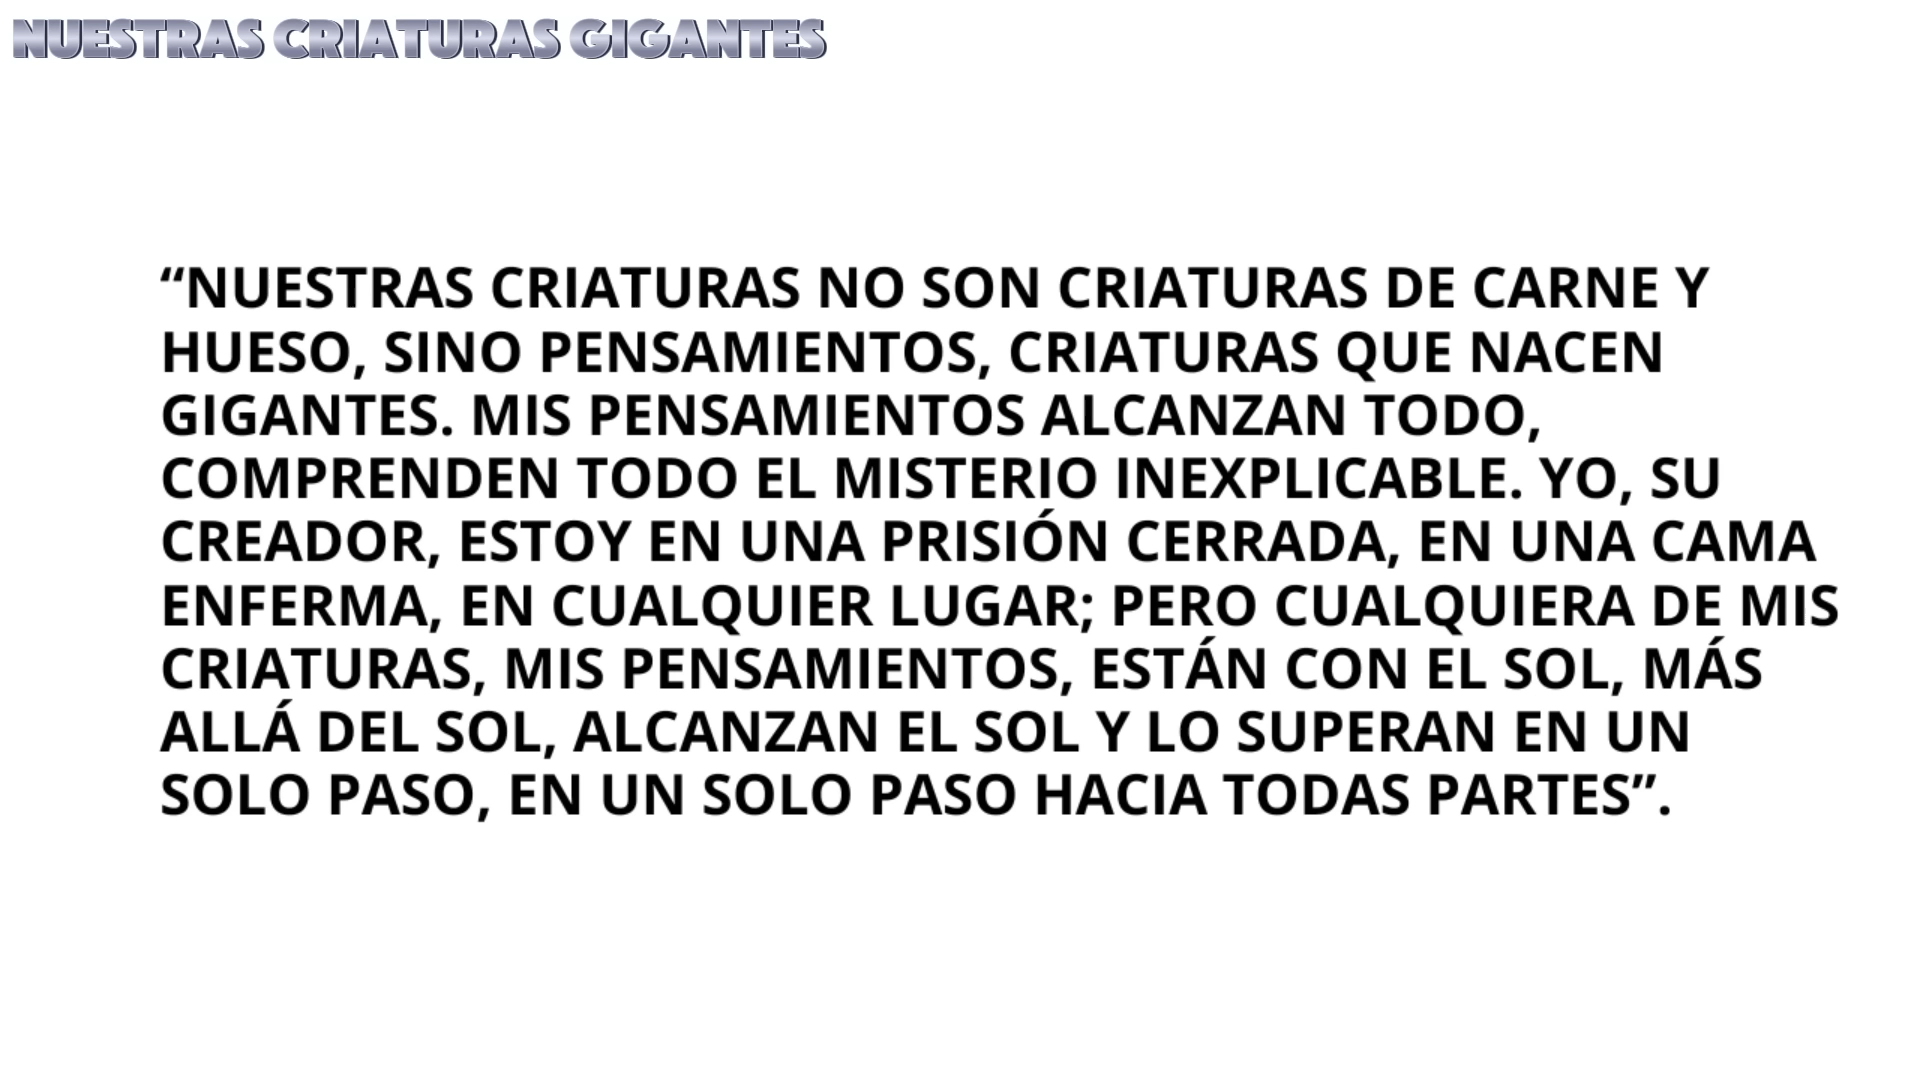 NUESTRAS CRIATURAS GIGANTES
“NUESTRAS CRIATURAS NO SON CRIATURAS DE CARNE Y
HUESO, SINO PENSAMIENTOS, CRIATURAS QUE NACEN
GIGANTES. MIS PENSAMIENTOS ALCANZAN TODO,
COMPRENDEN TODO EL MISTERIO INEXPLICABLE. YO, SU
CREADOR, ESTOY EN UNA PRISIÓN CERRADA, EN UNA CAMA
ENFERMA, EN CUALQUIER LUGAR; PERO CUALQUIERA DE MIS
CRIATURAS, MIS PENSAMIENTOS, ESTÁN CON EL SOL, MÁS
ALLÁ DEL SOL, ALCANZAN EL SOL Y LO SUPERAN EN UN
SOLO PASO, EN UN SOLO PASO HACIA TODAS PARTES”.